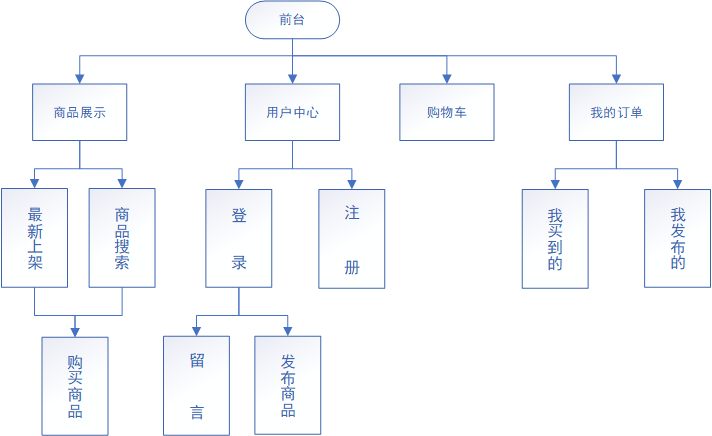 前台
商品展示
用户中心
购物车
我的订单
最新上架
商品搜索
登录
注册
我买到的
我发布的
购买商品
留言
发布商品